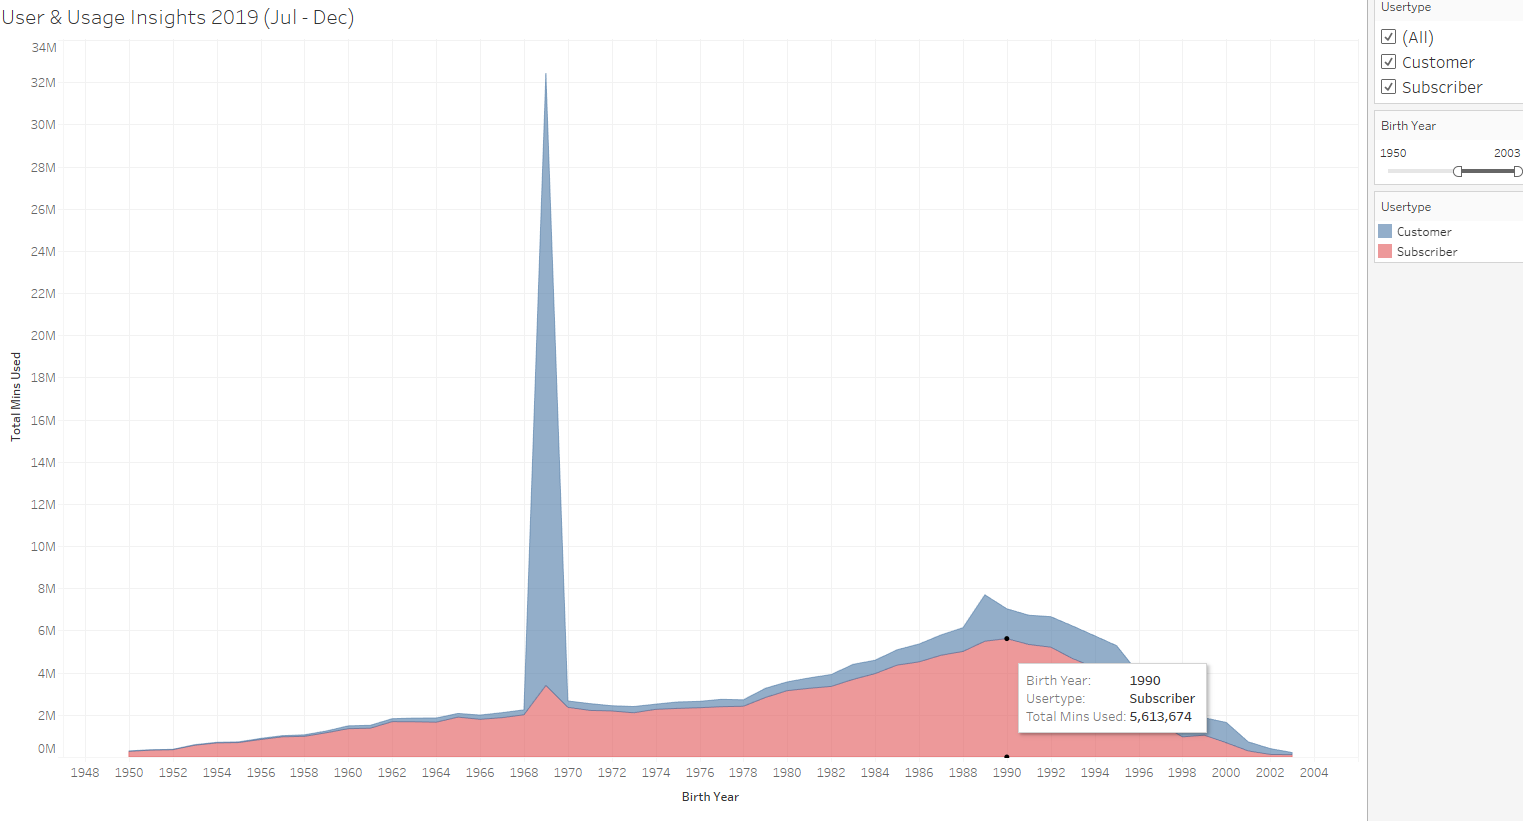 User & Usage Insights 2019 (Jul - Dec)
34M
32M
30M
28M
26M
24M
22M
20M
18M
16M
14M
12M
10M
8M
6M
4M
2M
0M
Total Mins Used
1948 1950 1952 1954 1956 1958 1960 1962 1964 1966 1968 1970 1972 1974 1976 1978 1980 1982 1984 1986 1988 1990 1992 1994 1996 1998 2000 2002 2004
Birth Year
Birth Year: 1990
Usertype: Subscriber
Total Mins Used: 5,613,674
Usertype
(All)
Customer
Subscriber
Birth Year
1950 2003
Usertype
Customer
Subscriber